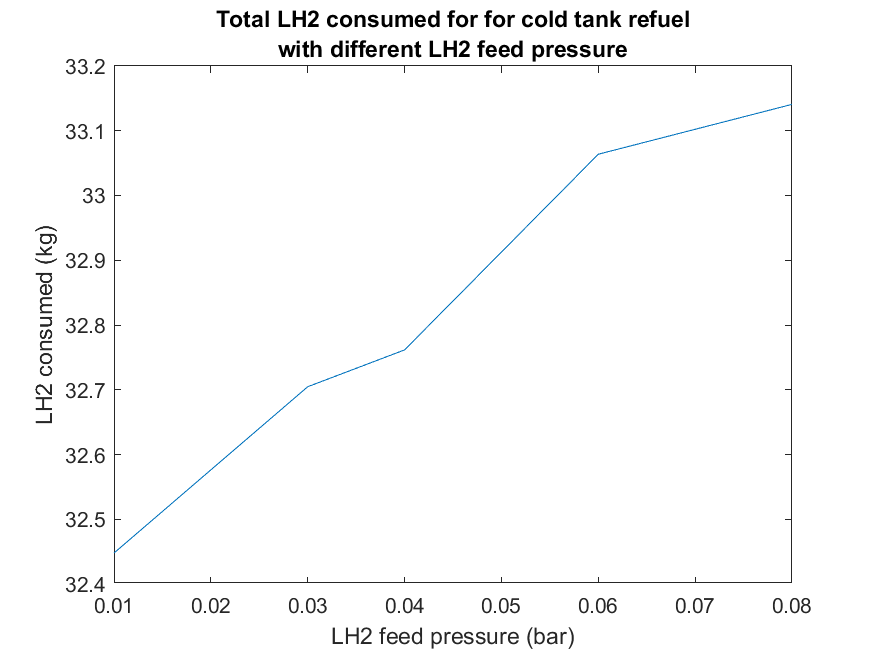 Total LH2 consumed for for cold tank refuel
with different LH2 feed pressure
33.2
33.1
33
32.9
32.8
32.7
32.6
32.5
32.4
LH2 consumed (kg)
0.01 0.02 0.03 0.04 0.05 0.06 0.07 0.08
LH2 feed pressure (bar)